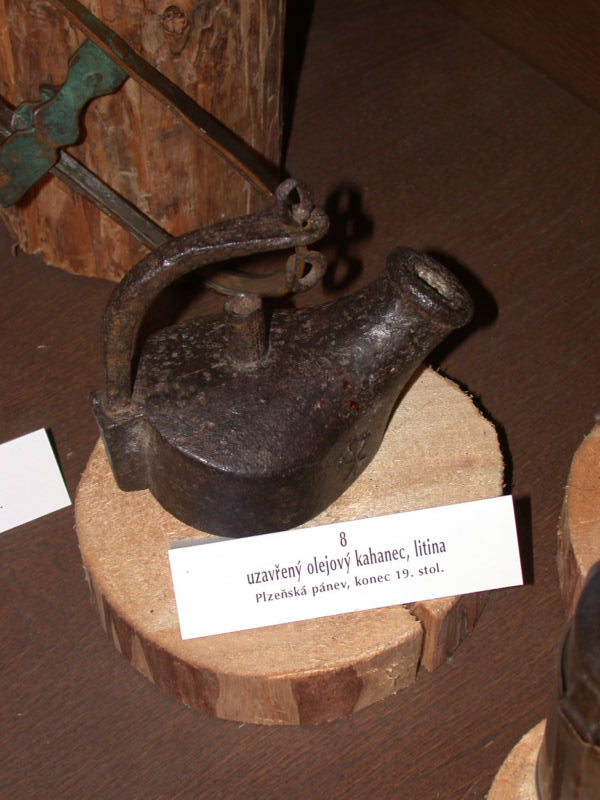 8
uzavřený olejový kahanec, litina
Plzeňská pánev, konec 19. stol.